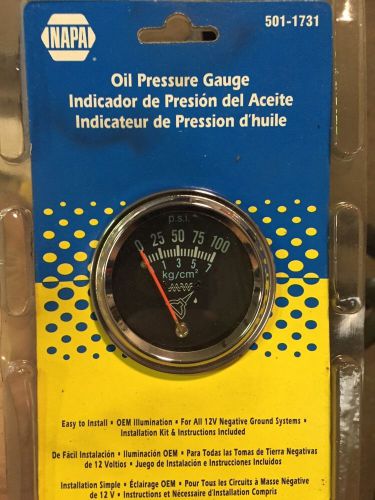 NAPA
501-1731
Oil Pressure Gauge
Indicador de Presión del Aceite
Indicateur de Pression d'huile
p.s.i.
0 25 50 75 100
1 3 5 7
kg/cm²
Easy to Install • OEM Illumination • For All 12V Negative Ground Systems •
Installation Kit & Instructions Included
De Fácil Instalación • Iluminación OEM • Para Todas las Tomas de Tierra Negativas
de 12 Voltios • Juego de Instalación e Instrucciones Incluidos
Installation Simple • Éclairage OEM • Pour Tous les Circuits à Masse Négative
de 12 V • Instructions et Nécessaire d'Installation Compris